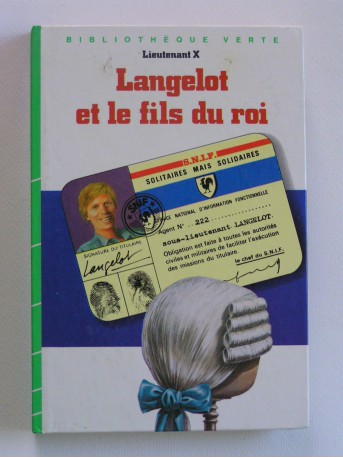 BIBLIOTHÈQUE VERTE
Lieutenant X
Langelot
et le fils du roi
S.N.I.F.
SOLITAIRES MAIS SOLIDAIRES
SNIF
SERVICE NATIONAL D'INFORMATION FONCTIONNELLE
Agent N° .. 222
sous-lieutenant LANGELOT.
Obligation est faite à toutes les autorités
civiles et militaires de faciliter l'exécution
des missions du titulaire.
le chef du S.N.I.F.
SIGNATURE DU TITULAIRE
Langelot